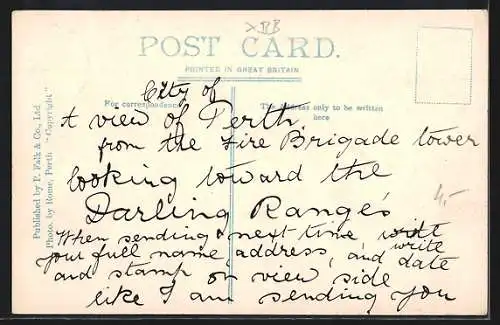 XBB
POST CARD.
PRINTED IN GREAT BRITAIN
For correspondence
The address only to be written
here
City of
A view of Perth,
from the Fire Brigade tower
looking toward the
Darling Range's
When sending next time, write
your full name address, and date
and stamp on view side
like I am sending you
4,-
Published by P. Falk & Co., Ltd
Photo. by Rome, Perth "Copyright"